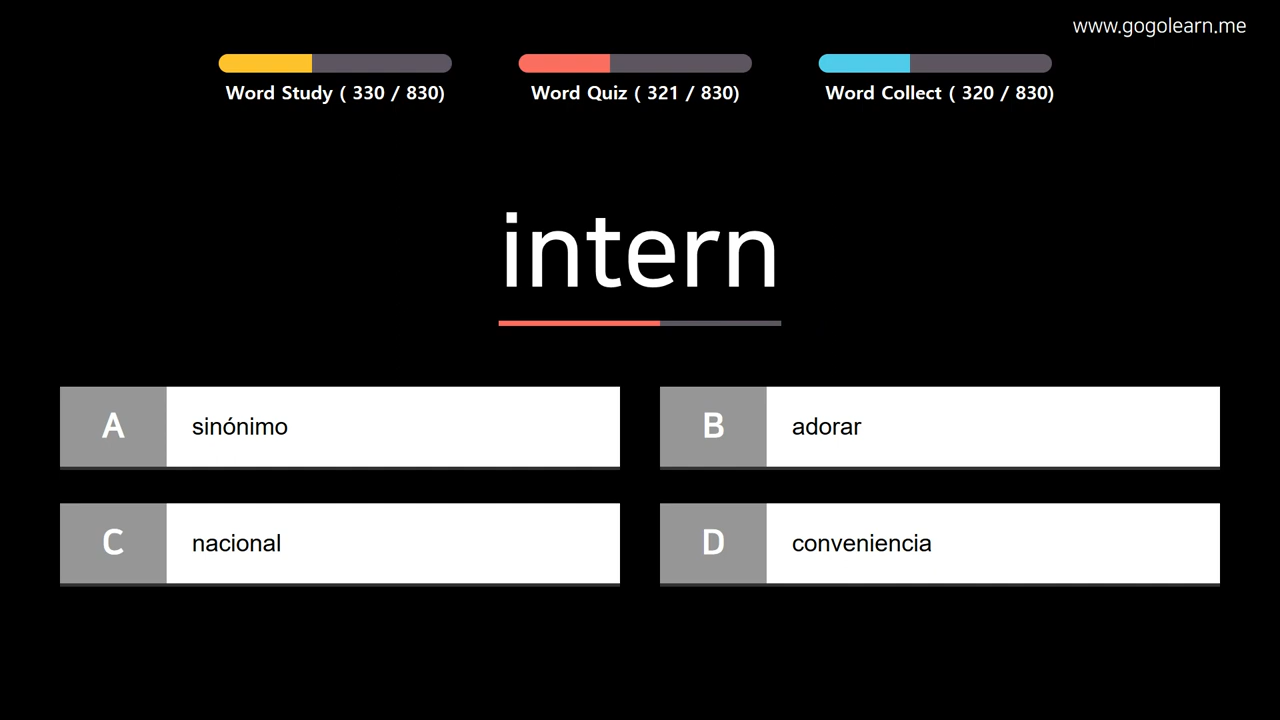 www.gogolearn.me
Word Study ( 330 / 830)
Word Quiz ( 321 / 830)
Word Collect ( 320 / 830)
intern
A
sinónimo
B
adorar
C
nacional
D
conveniencia